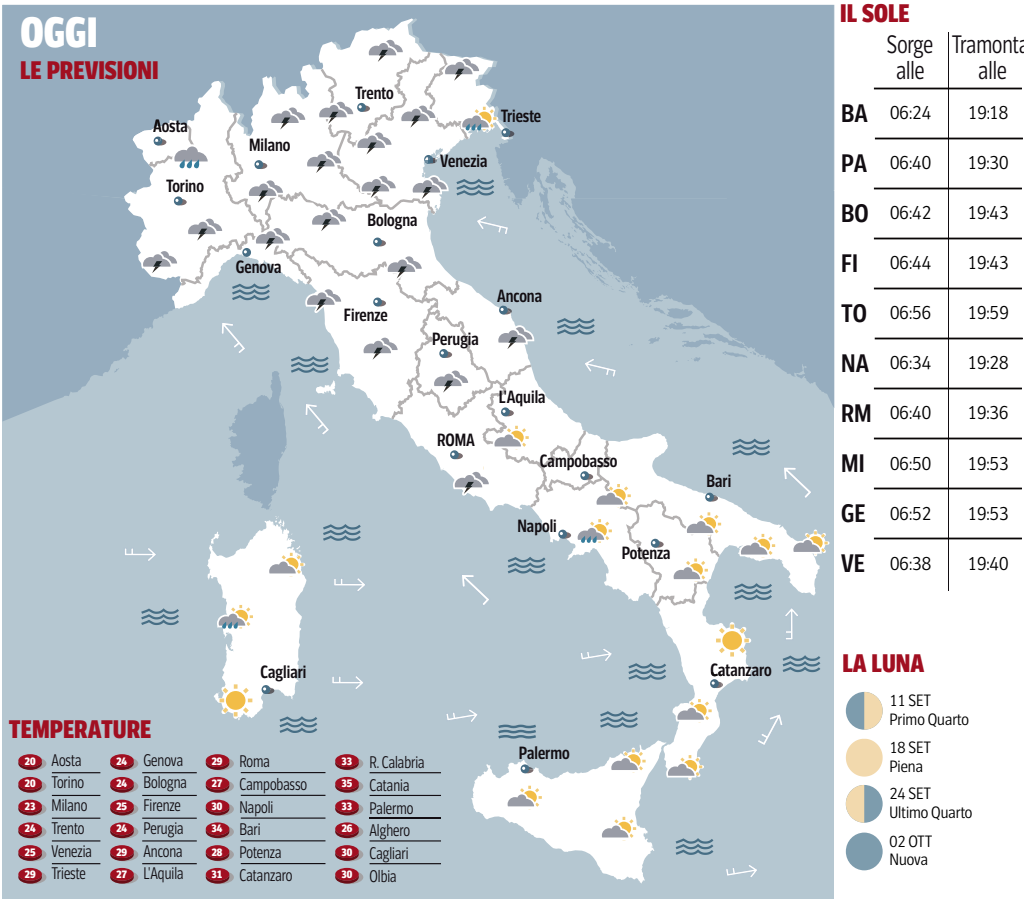 OGGI
LE PREVISIONI
Trento
Trieste
Aosta
Milano
Venezia
Torino
Bologna
Genova
Ancona
Firenze
Perugia
L'Aquila
ROMA
Campobasso
Bari
Napoli
Potenza
Cagliari
Catanzaro
Palermo
TEMPERATURE
20 Aosta
20 Torino
23 Milano
24 Trento
25 Venezia
29 Trieste
24 Genova
24 Bologna
25 Firenze
24 Perugia
29 Ancona
27 L'Aquila
29 Roma
27 Campobasso
30 Napoli
34 Bari
28 Potenza
31 Catanzaro
33 R. Calabria
35 Catania
33 Palermo
26 Alghero
30 Cagliari
30 Olbia
IL SOLE
Sorge alle
Tramonta alle
BA 06:24 19:18
PA 06:40 19:30
BO 06:42 19:43
FI 06:44 19:43
TO 06:56 19:59
NA 06:34 19:28
RM 06:40 19:36
MI 06:50 19:53
GE 06:52 19:53
VE 06:38 19:40
LA LUNA
11 SET
Primo Quarto
18 SET
Piena
24 SET
Ultimo Quarto
02 OTT
Nuova